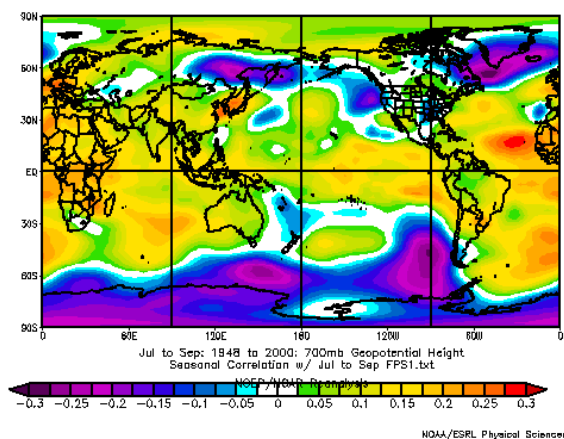 90N
60N
30N
EQ
30S
60S
90S
0 60E 120E 180 120W 60W 0
Jul to Sep: 1948 to 2000: 700mb Geopotential Height
Seasonal Correlation w/ Jul to Sep FPS1.txt
NCEP/NCAR Reanalysis
-0.3 -0.25 -0.2 -0.15 -0.1 -0.05 0 0.05 0.1 0.15 0.2 0.25 0.3
NOAA/ESRL Physical Science